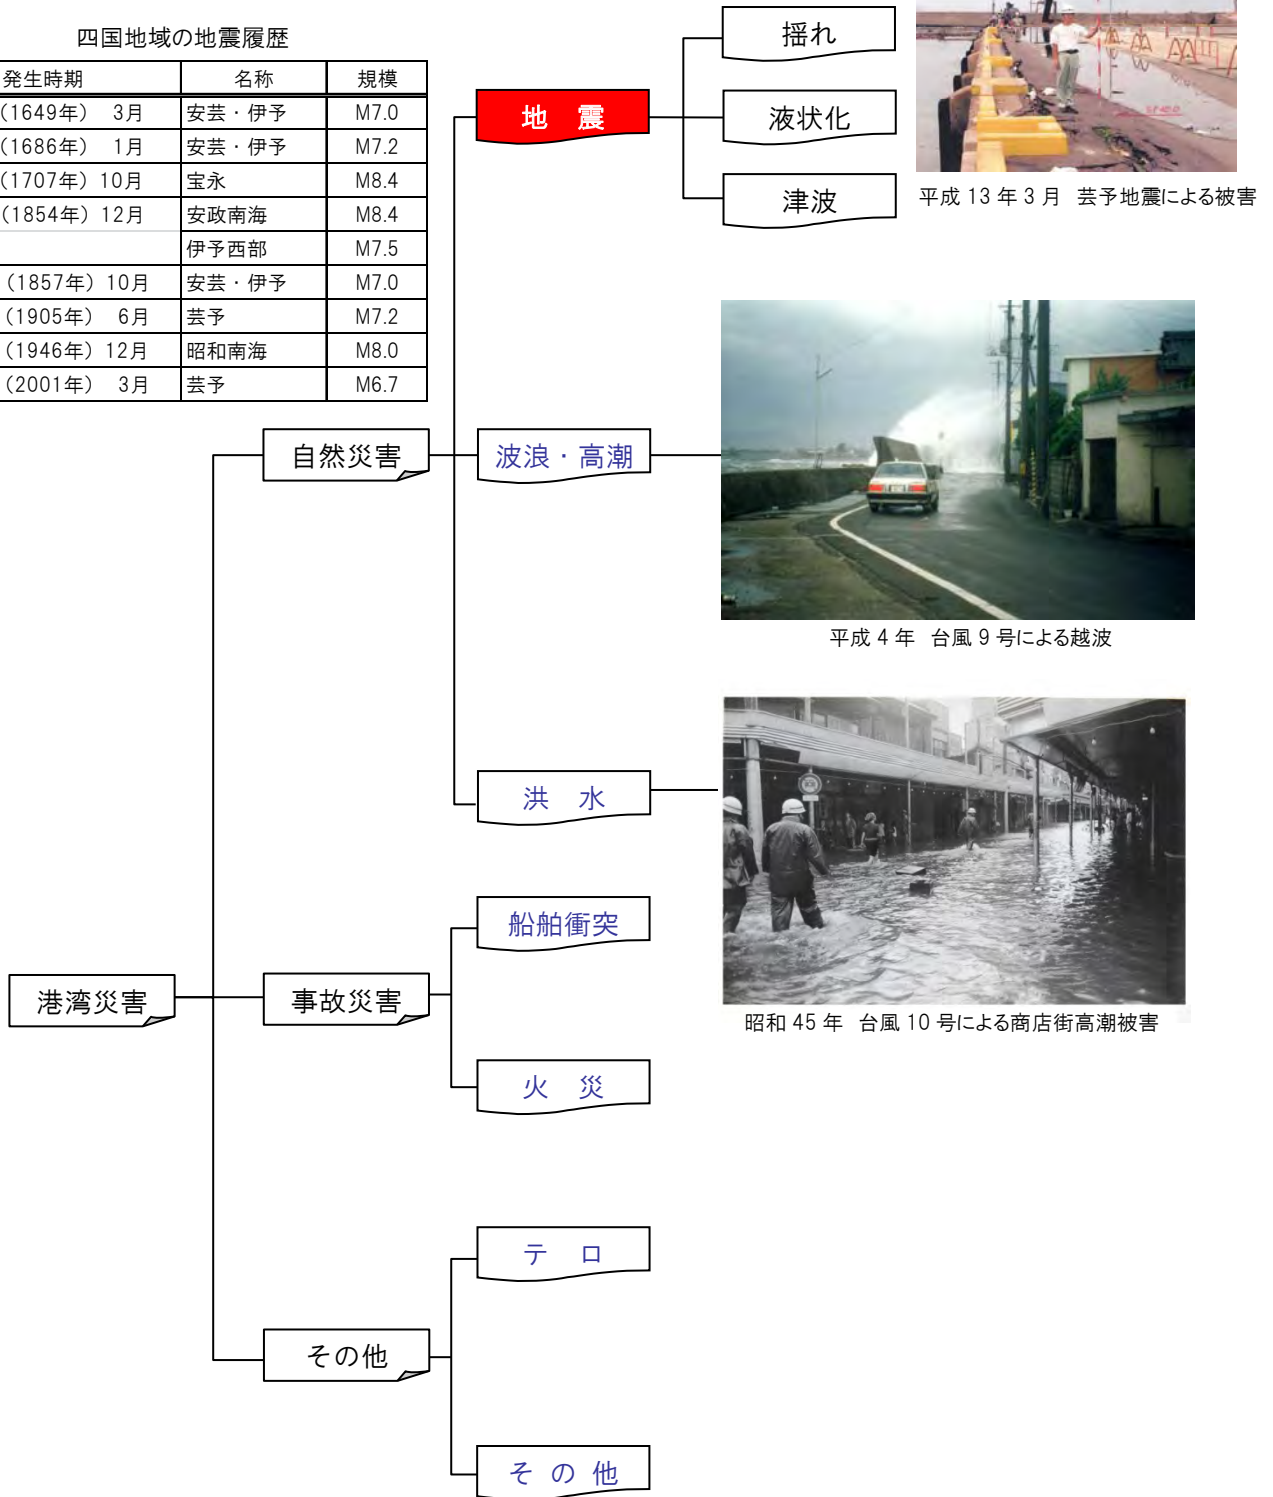 四国地域の地震履歴
発生時期 名称 規模
(1649年) 3月 安芸・伊予 M7.0
(1686年) 1月 安芸・伊予 M7.2
(1707年) 10月 宝永 M8.4
(1854年) 12月 安政南海 M8.4
伊予西部 M7.5
(1857年) 10月 安芸・伊予 M7.0
(1905年) 6月 芸予 M7.2
(1946年) 12月 昭和南海 M8.0
(2001年) 3月 芸予 M6.7
地 震
揺れ
液状化
津波
平成 13 年 3 月 芸予地震による被害
自然災害
波浪・高潮
平成 4 年 台風 9 号による越波
洪 水
昭和 45 年 台風 10 号による商店街高潮被害
港湾災害
事故災害
船舶衝突
火 災
その他
テ ロ
そ の 他